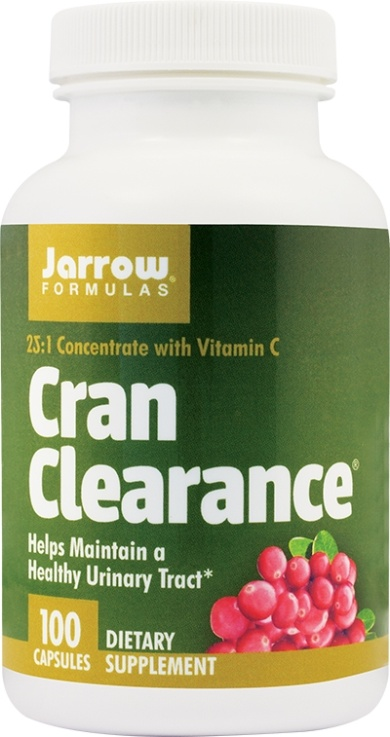 Jarrow®
FORMULAS
25:1 Concentrate with Vitamin C
Cran
Clearance®
Helps Maintain a
Healthy Urinary Tract*
100
CAPSULES
DIETARY
SUPPLEMENT